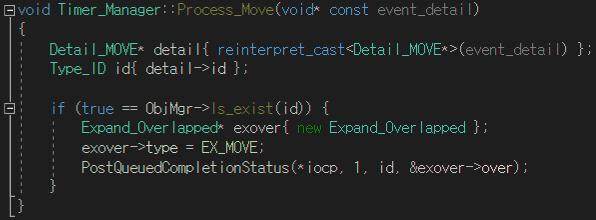 void Timer_Manager::Process_Move(void* const event_detail)
{
Detail_MOVE* detail{ reinterpret_cast<Detail_MOVE*>(event_detail) };
Type_ID id{ detail->id };
if (true == ObjMgr->Is_exist(id)) {
Expand_Overlapped* exover{ new Expand_Overlapped };
exover->type = EX_MOVE;
PostQueuedCompletionStatus(*iocp, 1, id, &exover->over);
}
}